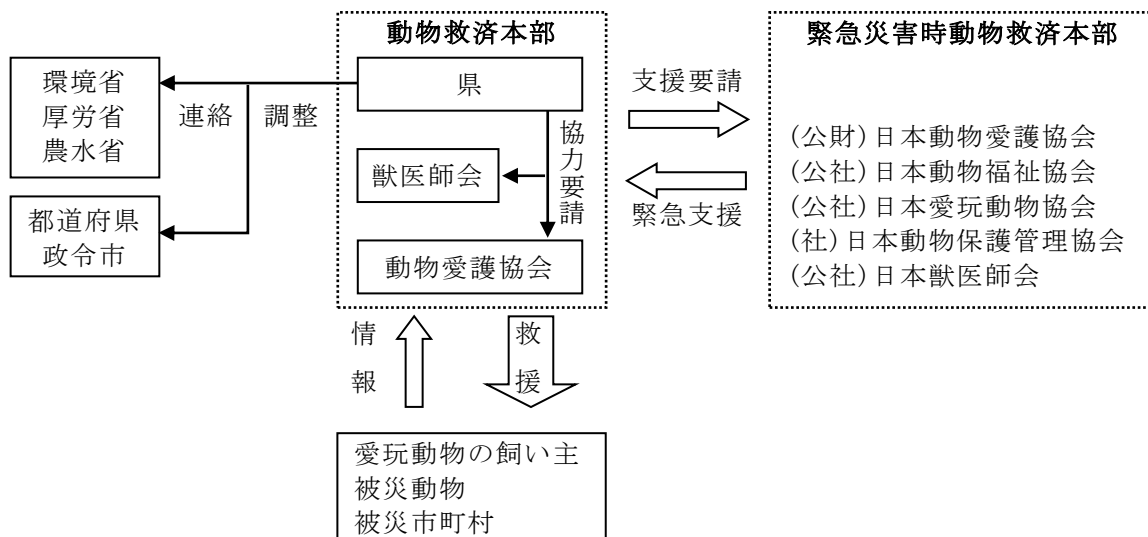 動物救済本部
緊急災害時動物救済本部
環境省
厚労省
農水省
連絡
調整
県
協力要請
獣医師会
動物愛護協会
都道府県
政令市
支援要請
緊急支援
(公財)日本動物愛護協会
(公社)日本動物福祉協会
(公社)日本愛玩動物協会
(社)日本動物保護管理協会
(公社)日本獣医師会
情報
救援
愛玩動物の飼い主
被災動物
被災市町村